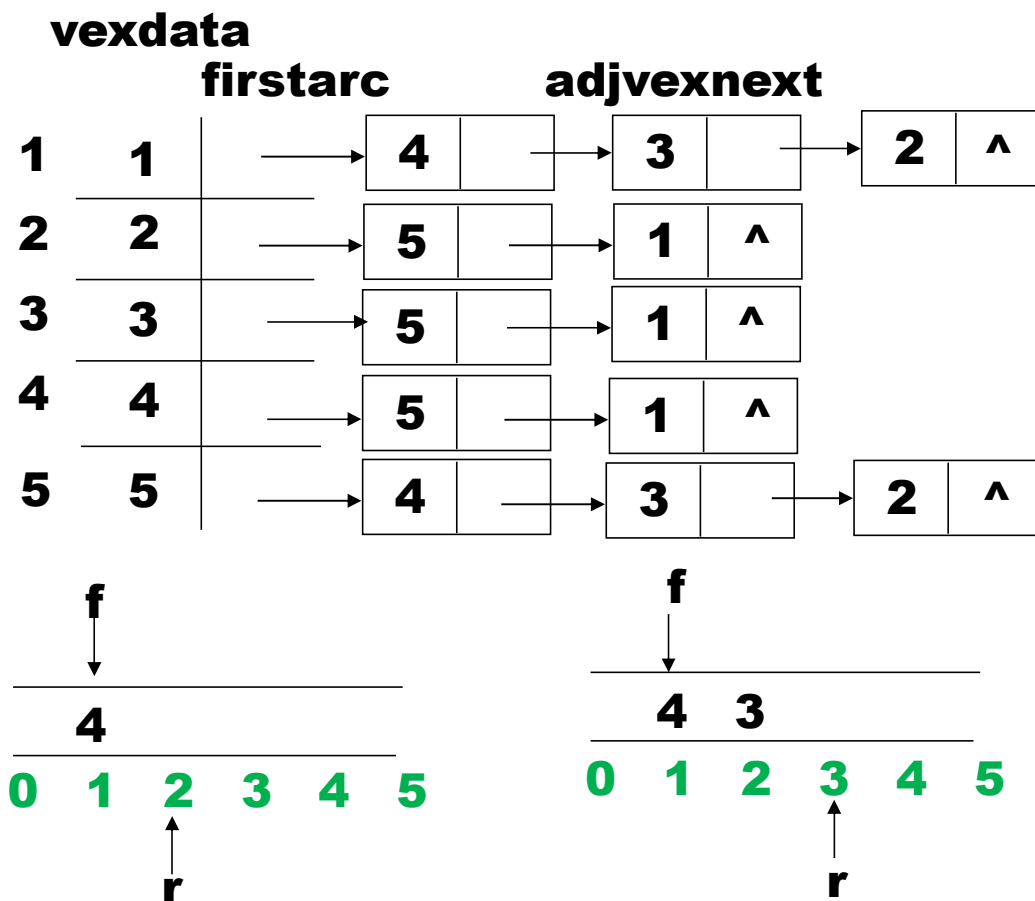 vexdata
firstarc adjvexnext
1 1 4 3 2 ^
2 2 5 1 ^
3 3 5 1 ^
4 4 5 1 ^
5 5 4 3 2 ^
f f
4 4 3
0 1 2 3 4 5 0 1 2 3 4 5
r r